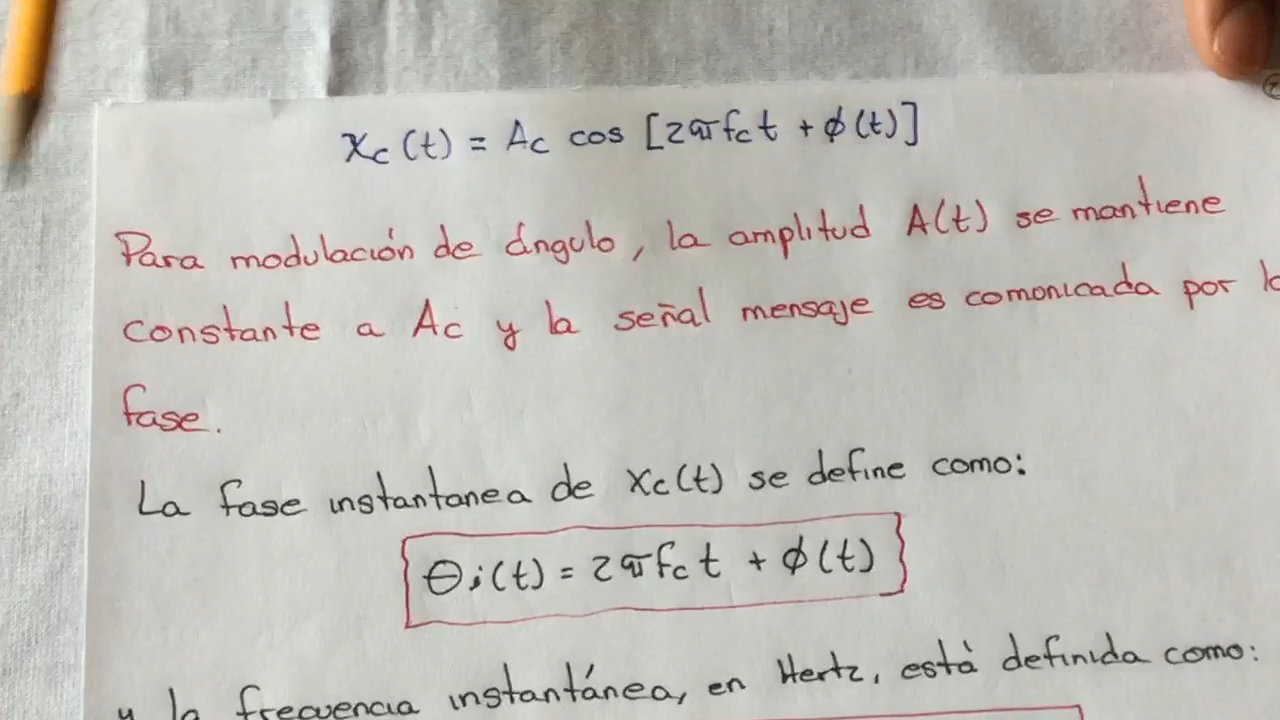 xc(t) = Ac cos [2πfct + ϕ(t)]
Para modulación de ángulo, la amplitud A(t) se mantiene
constante a Ac y la señal mensaje es comonicada por la
fase.
La fase instantanea de xc(t) se define como:
θi(t) = 2πfct + ϕ(t)
y la frecuencia instantánea, en Hertz, está definida como: